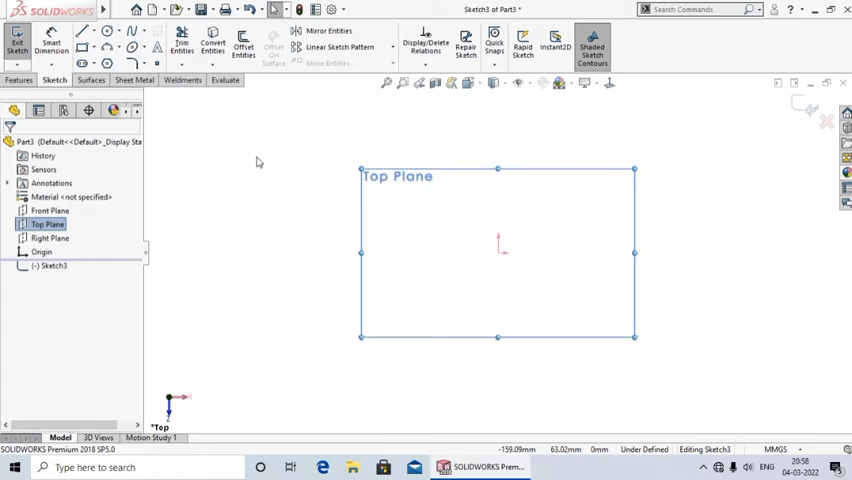 SOLIDWORKS
Sketch3 of Part3 *
Search Commands
Exit Sketch
Smart Dimension
Trim Entities
Convert Entities
Offset Entities
Offset On Surface
Mirror Entities
Linear Sketch Pattern
Move Entities
Display/Delete Relations
Repair Sketch
Quick Snaps
Rapid Sketch
Instant2D
Shaded Sketch Contours
Features
Sketch
Surfaces
Sheet Metal
Weldments
Evaluate
Part3 (Default<<Default>_Display Sta
History
Sensors
Annotations
Material <not specified>
Front Plane
Top Plane
Right Plane
Origin
(-) Sketch3
Top Plane
X
Z
*Top
Model
3D Views
Motion Study 1
SOLIDWORKS Premium 2018 SP5.0
-159.09mm
63.02mm
0mm
Under Defined
Editing Sketch3
MMGS
Type here to search
SOLIDWORKS Prem...
ENG
20:58
04-03-2022